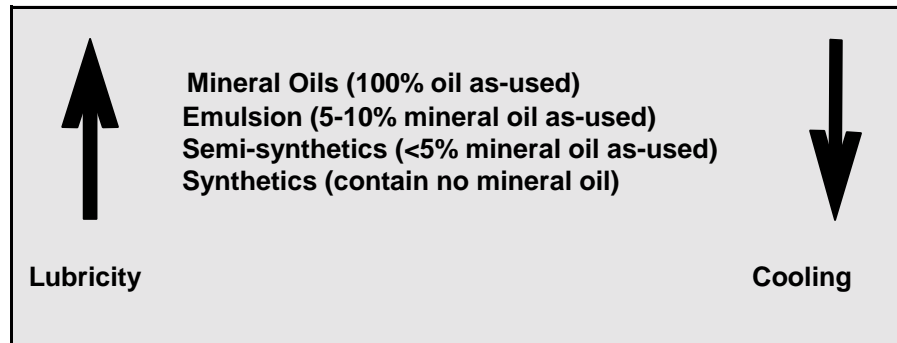 Mineral Oils (100% oil as-used)
Emulsion (5-10% mineral oil as-used)
Semi-synthetics (<5% mineral oil as-used)
Synthetics (contain no mineral oil)
Lubricity
Cooling